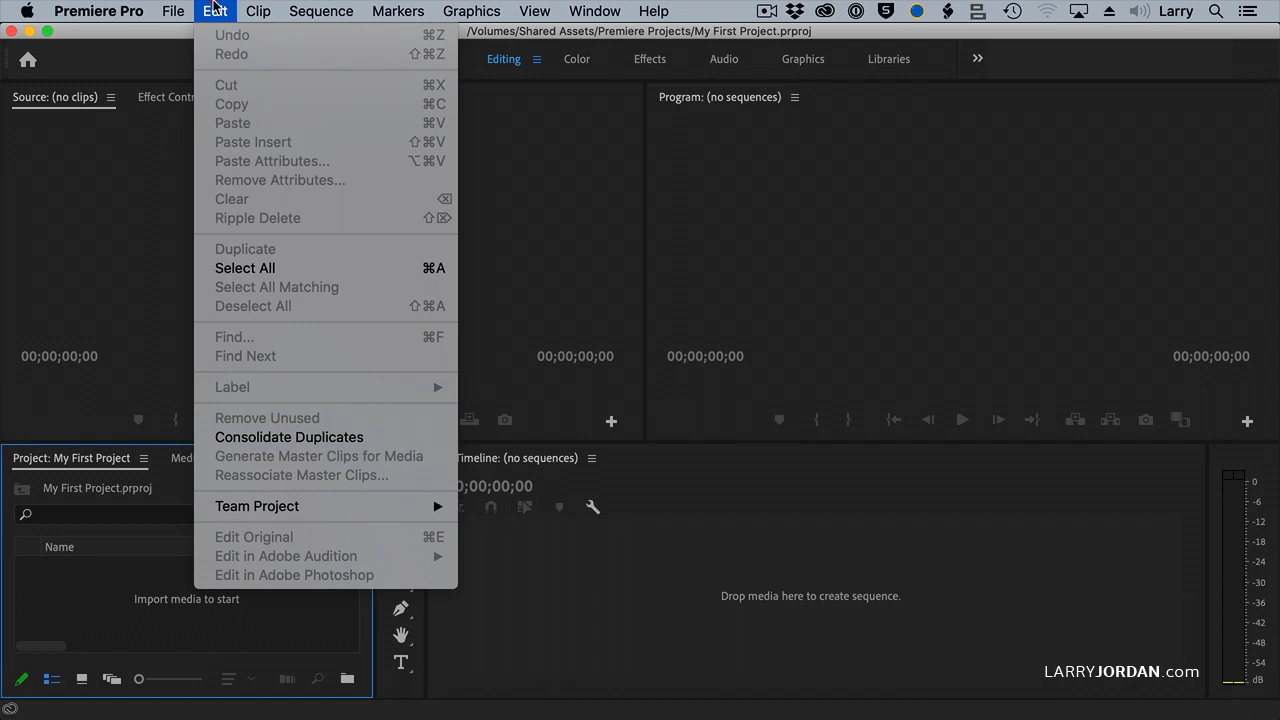 Premiere Pro File Edit Clip Sequence Markers Graphics View Window Help 5 Larry
/Volumes/Shared Assets/Premiere Projects/My First Project.prproj
Editing Color Effects Audio Graphics Libraries
Source: (no clips) Effect Contr
Program: (no sequences)
Undo ⌘Z
Redo ⇧⌘Z
Cut ⌘X
Copy ⌘C
Paste ⌘V
Paste Insert ⇧⌘V
Paste Attributes... ⌥⌘V
Remove Attributes...
Clear ⌫
Ripple Delete ⇧⌦
Duplicate
Select All ⌘A
Select All Matching
Deselect All ⇧⌘A
Find... ⌘F
Find Next
Label
Remove Unused
Consolidate Duplicates
Generate Master Clips for Media
Reassociate Master Clips...
Team Project
Edit Original ⌘E
Edit in Adobe Audition
Edit in Adobe Photoshop
00;00;00;00 00;00;00;00 00;00;00;00 00;00;00;00
Project: My First Project Med
My First Project.prproj
Name
Import media to start
Timeline: (no sequences)
0;00;00;00
Drop media here to create sequence.
T
0
-6
-12
-18
-24
-30
-36
-42
-48
-54
dB
LARRYJORDAN.com